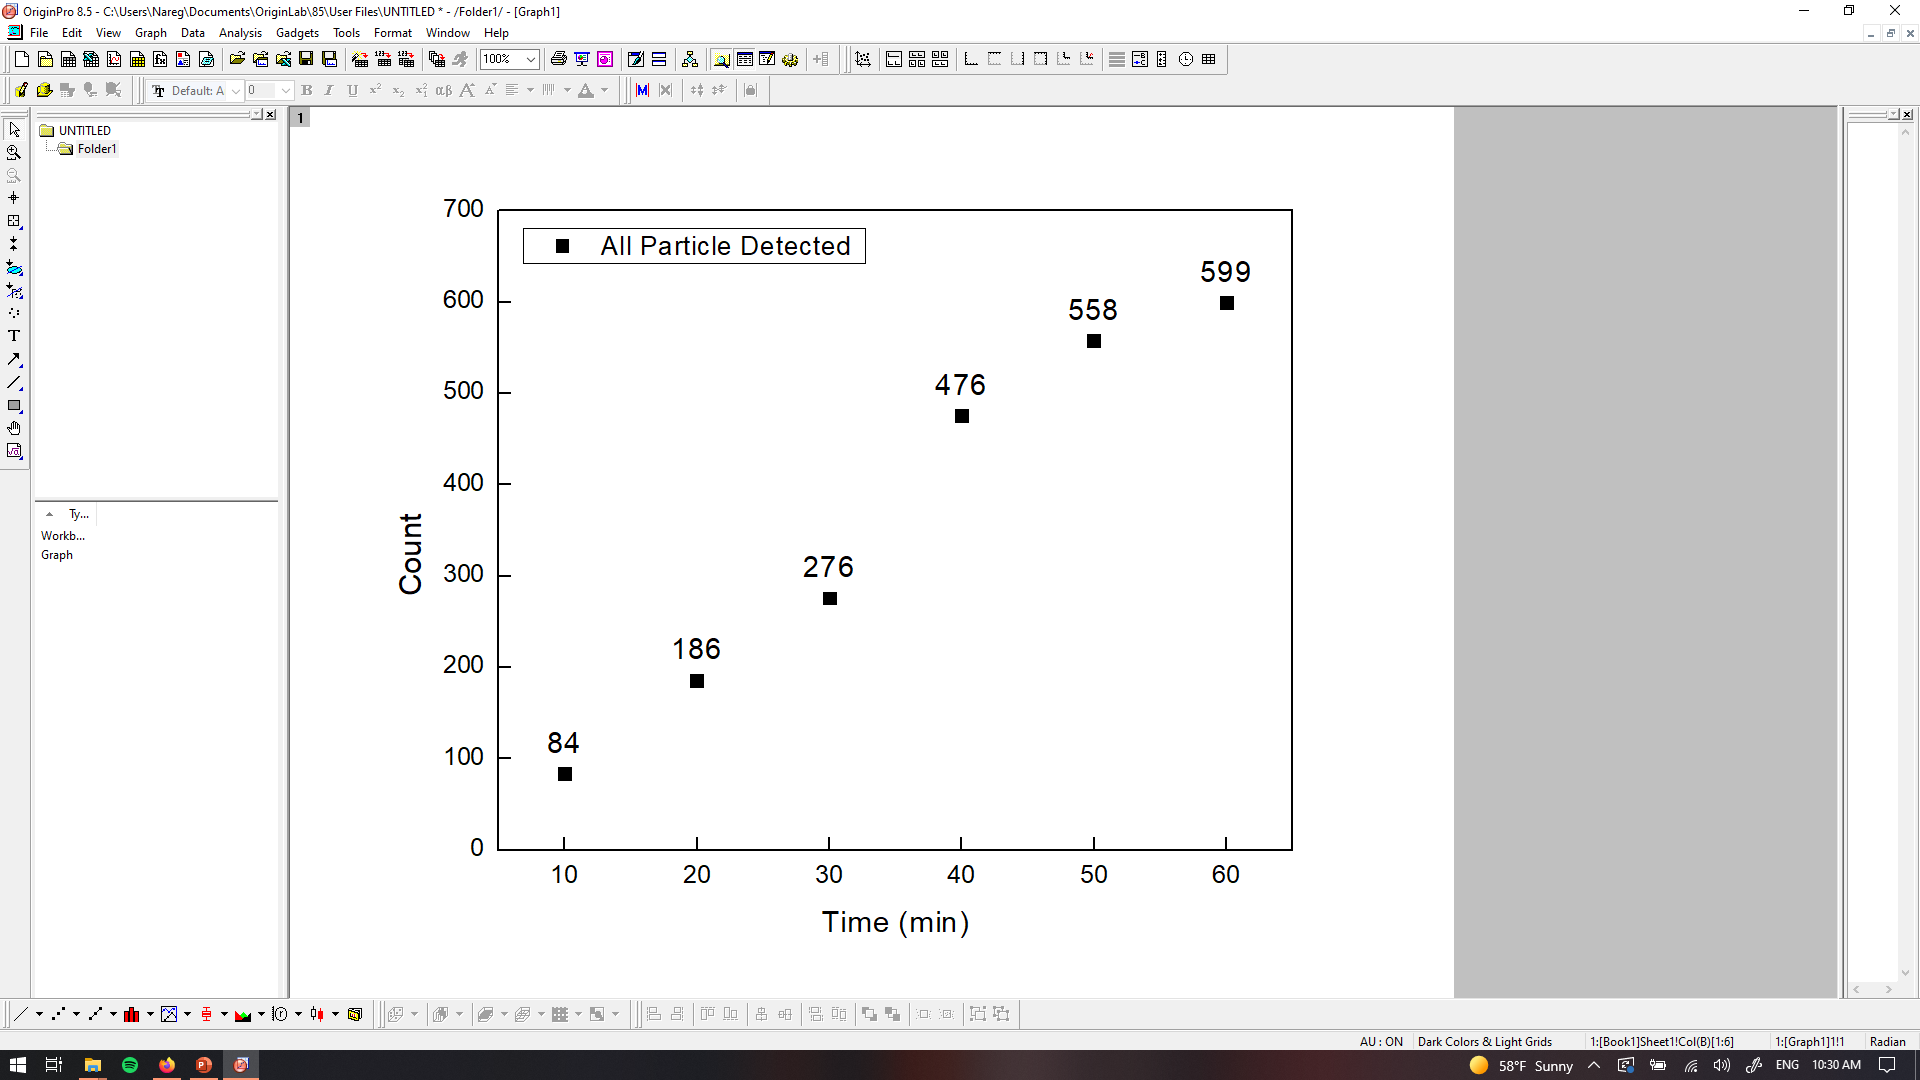 OriginPro 8.5 - C:\Users\Nareg\Documents\OriginLab\85\User Files\UNTITLED * - /Folder1/ - [Graph1]
File Edit View Graph Data Analysis Gadgets Tools Format Window Help
100%
Default: A 0 B I U
UNTITLED
Folder1
Ty...
Workb...
Graph
1
700
All Particle Detected
599
600
558
500
476
400
Count
300
276
200
186
100
84
0
10 20 30 40 50 60
Time (min)
AU : ON Dark Colors & Light Grids 1:[Book1]Sheet1!Col(B)[1:6] 1:[Graph1]1!1 Radian
58°F Sunny ENG 10:30 AM